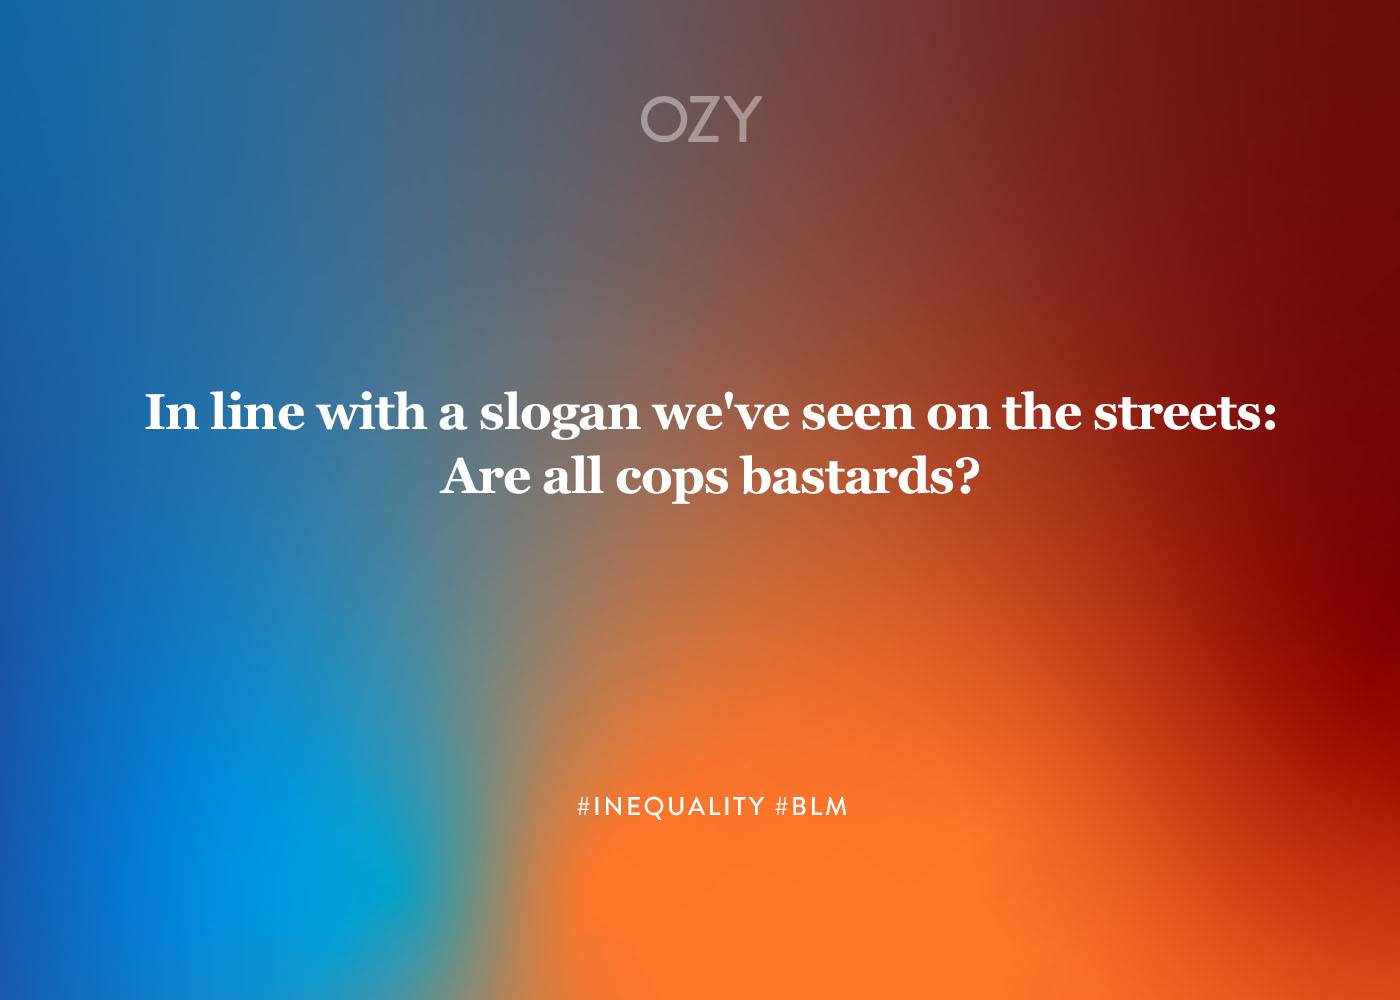 OZY
In line with a slogan we've seen on the streets:
Are all cops bastards?
#INEQUALITY #BLM